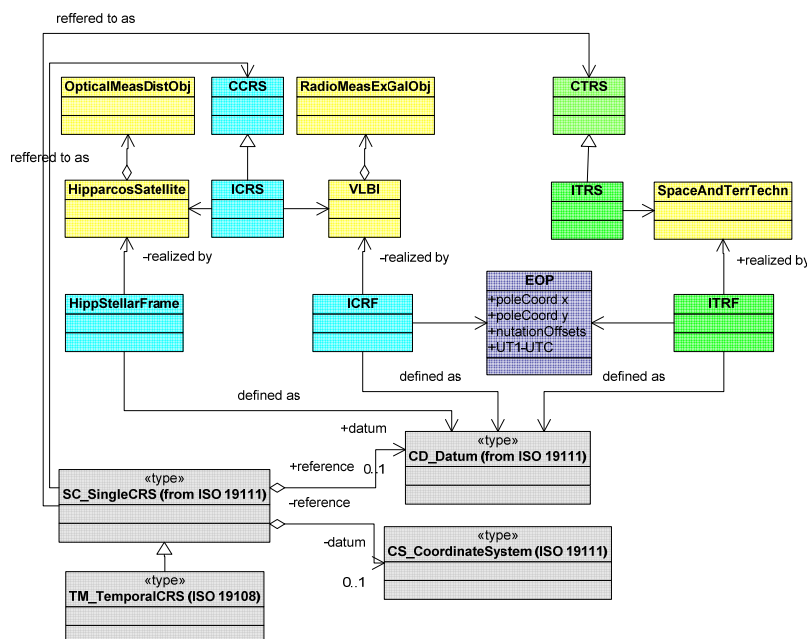 reffered to as
OpticalMeasDistObj
CCRS
RadioMeasExGalObj
CTRS
reffered to as
HipparcosSatellite
ICRS
VLBI
ITRS
SpaceAndTerrTechn
-realized by
-realized by
+realized by
HippStellarFrame
ICRF
EOP
+poleCoord x
+poleCoord y
+nutationOffsets
+UT1-UTC
ITRF
defined as
defined as
defined as
+datum
«type»
CD_Datum (from ISO 19111)
+reference
0..1
«type»
SC_SingleCRS (from ISO 19111)
-reference
-datum
0..1
«type»
CS_CoordinateSystem (ISO 19111)
«type»
TM_TemporalCRS (ISO 19108)